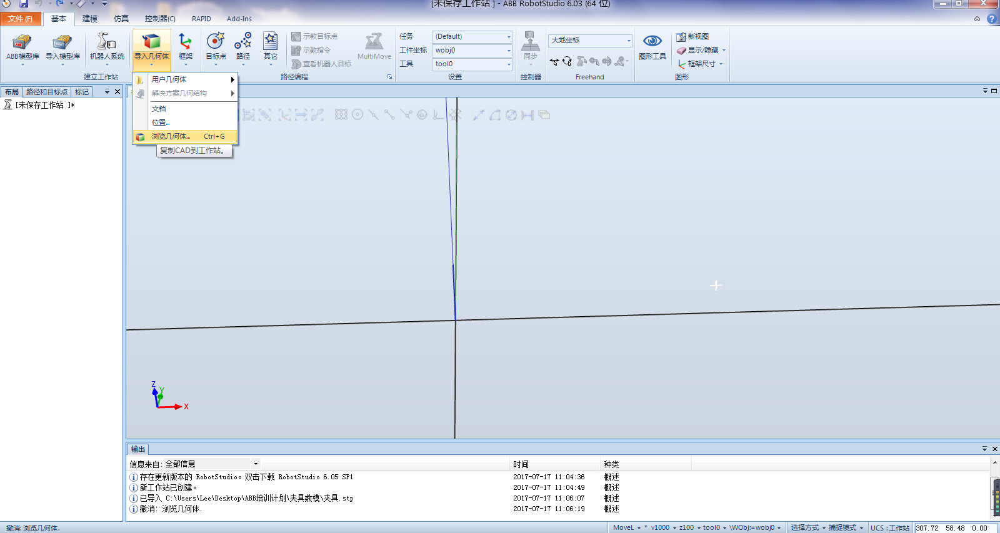 [未保存工作站 ] - ABB RobotStudio 6.03 (64 位)
文件 (F) 基本 建模 仿真 控制器(C) RAPID Add-Ins
ABB模型库 导入模型库 机器人系统 导入几何体 框架 目标点 路径 其它
示教目标点
示教指令
查看机器人目标
MultiMove
任务 (Default)
工件坐标 wobj0
工具 tool0
同步
大地坐标
图形工具
新视图
显示/隐藏
框架尺寸
建立工作站 路径编程 设置 控制器 Freehand 图形
布局 路径和目标点 标记
[未保存工作站 ]*
用户几何体
解决方案几何结构
文档
位置...
浏览几何体... Ctrl+G
复制CAD到工作站。
Z
Y
X
输出
信息来自: 全部信息 时间 种类
存在更新版本的 RobotStudio。双击下载 RobotStudio 6.05 SP1 2017-07-17 11:04:36 概述
新工作站已创建。 2017-07-17 11:04:49 概述
已导入 C:\Users\Lee\Desktop\ABB培训计划\夹具数模\夹具.stp 2017-07-17 11:06:07 概述
撤消: 浏览几何体. 2017-07-17 11:06:19 概述
撤消:浏览几何体. MoveL * v1000 z100 tool0 \WObj:=wobj0 选择方式 捕捉模式 UCS :工作站 307.72 58.48 0.00